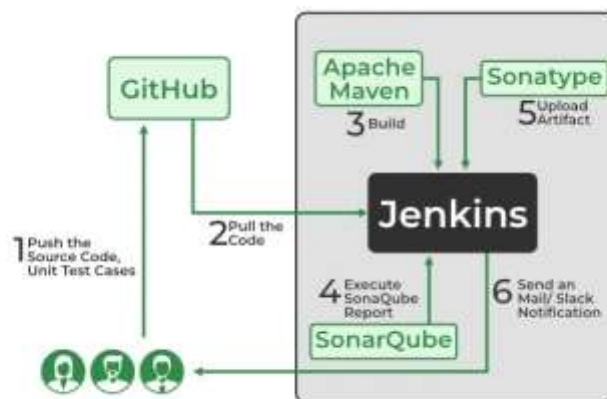 GitHub
Apache
Maven
3 Build
Sonatype
5 Upload
Artifact
Jenkins
2 Pull the
Code
1 Push the
Source Code,
Unit Test Cases
4 Execute
SonaQube
Report
SonarQube
6 Send an
Mail/ Slack
Notification